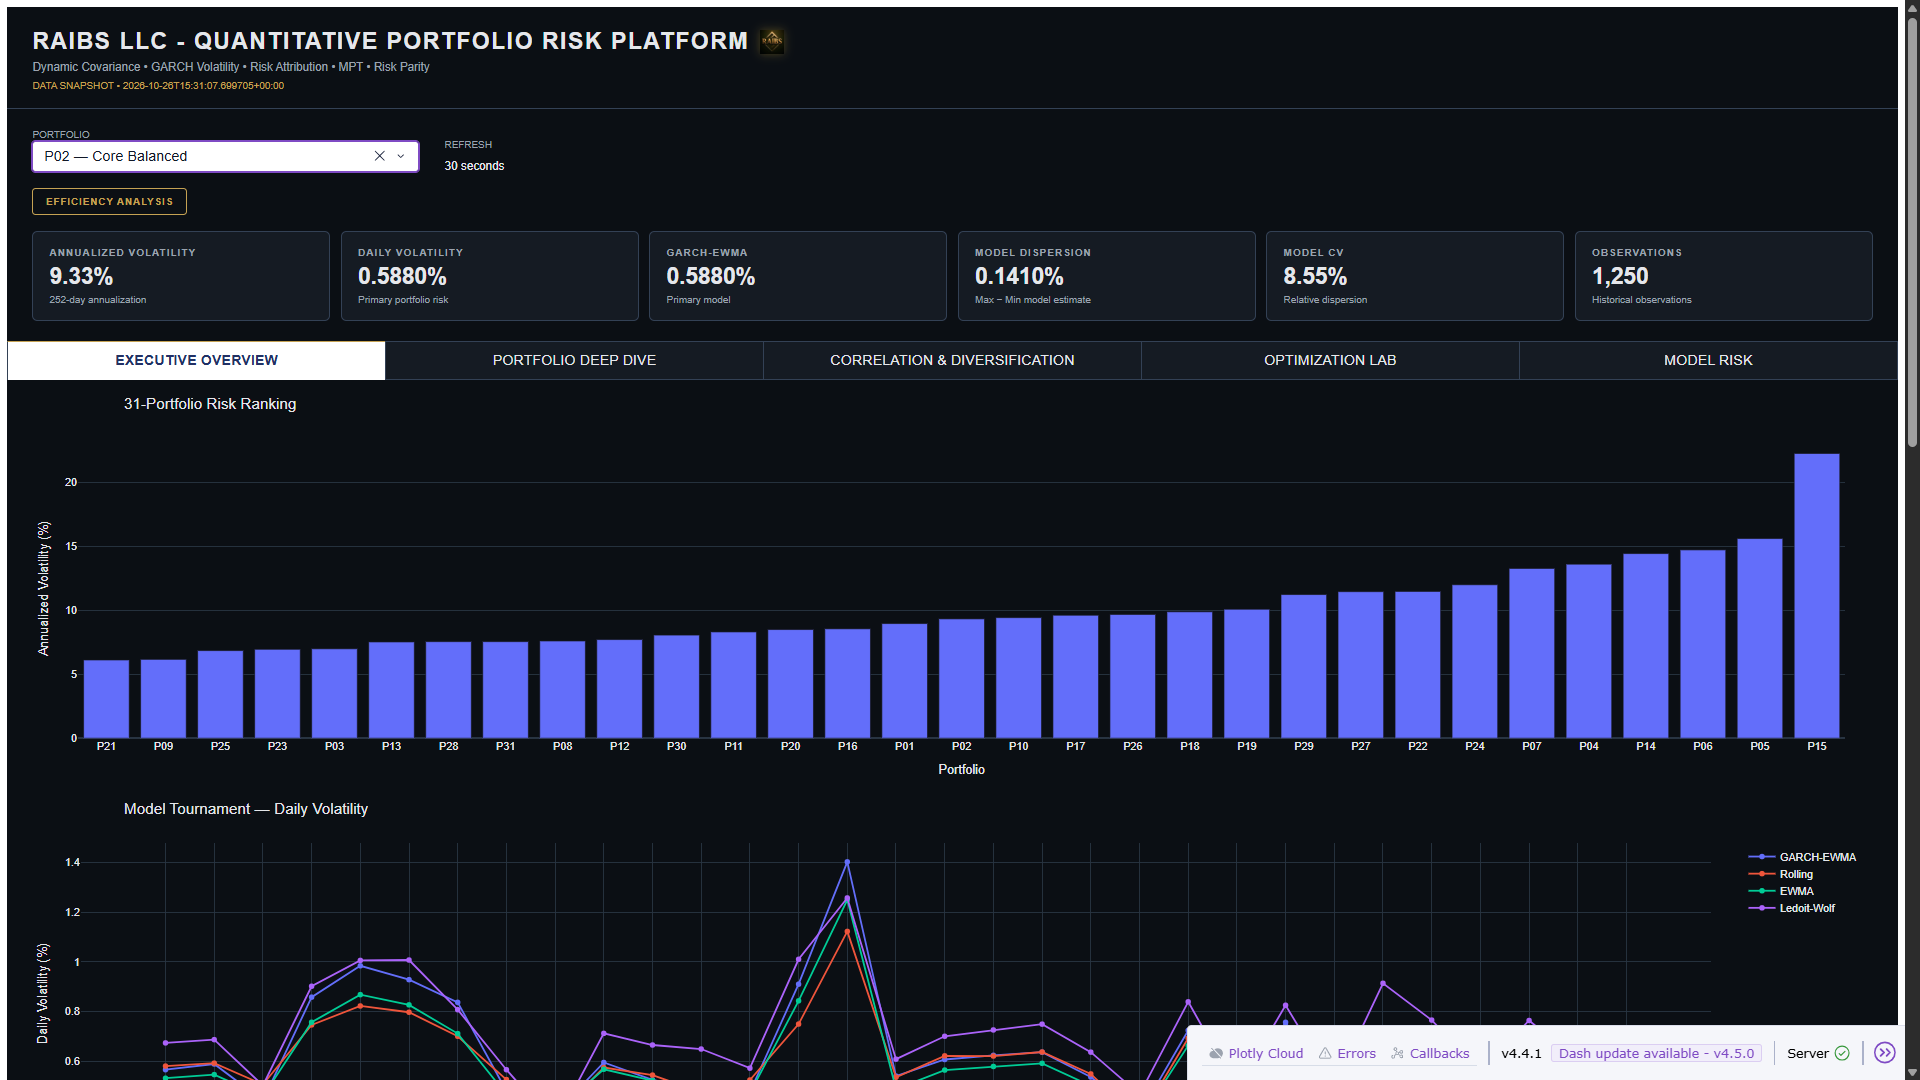 RAIBS LLC - QUANTITATIVE PORTFOLIO RISK PLATFORM
RAIBS
Dynamic Covariance • GARCH Volatility • Risk Attribution • MPT • Risk Parity
DATA SNAPSHOT • 2026-10-26T15:31:07.699705+00:00
PORTFOLIO
P02 — Core Balanced
REFRESH
30 seconds
EFFICIENCY ANALYSIS
ANNUALIZED VOLATILITY
9.33%
252-day annualization
DAILY VOLATILITY
0.5880%
Primary portfolio risk
GARCH-EWMA
0.5880%
Primary model
MODEL DISPERSION
0.1410%
Max − Min model estimate
MODEL CV
8.55%
Relative dispersion
OBSERVATIONS
1,250
Historical observations
EXECUTIVE OVERVIEW
PORTFOLIO DEEP DIVE
CORRELATION & DIVERSIFICATION
OPTIMIZATION LAB
MODEL RISK
31-Portfolio Risk Ranking
Annualized Volatility (%)
20
15
10
5
0
P21 P09 P25 P23 P03 P13 P28 P31 P08 P12 P30 P11 P20 P16 P01 P02 P10 P17 P26 P18 P19 P29 P27 P22 P24 P07 P04 P14 P06 P05 P15
Portfolio
Model Tournament — Daily Volatility
Daily Volatility (%)
1.4
1.2
1
0.8
0.6
GARCH-EWMA
Rolling
EWMA
Ledoit-Wolf
Plotly Cloud Errors Callbacks v4.4.1 Dash update available - v4.5.0 Server